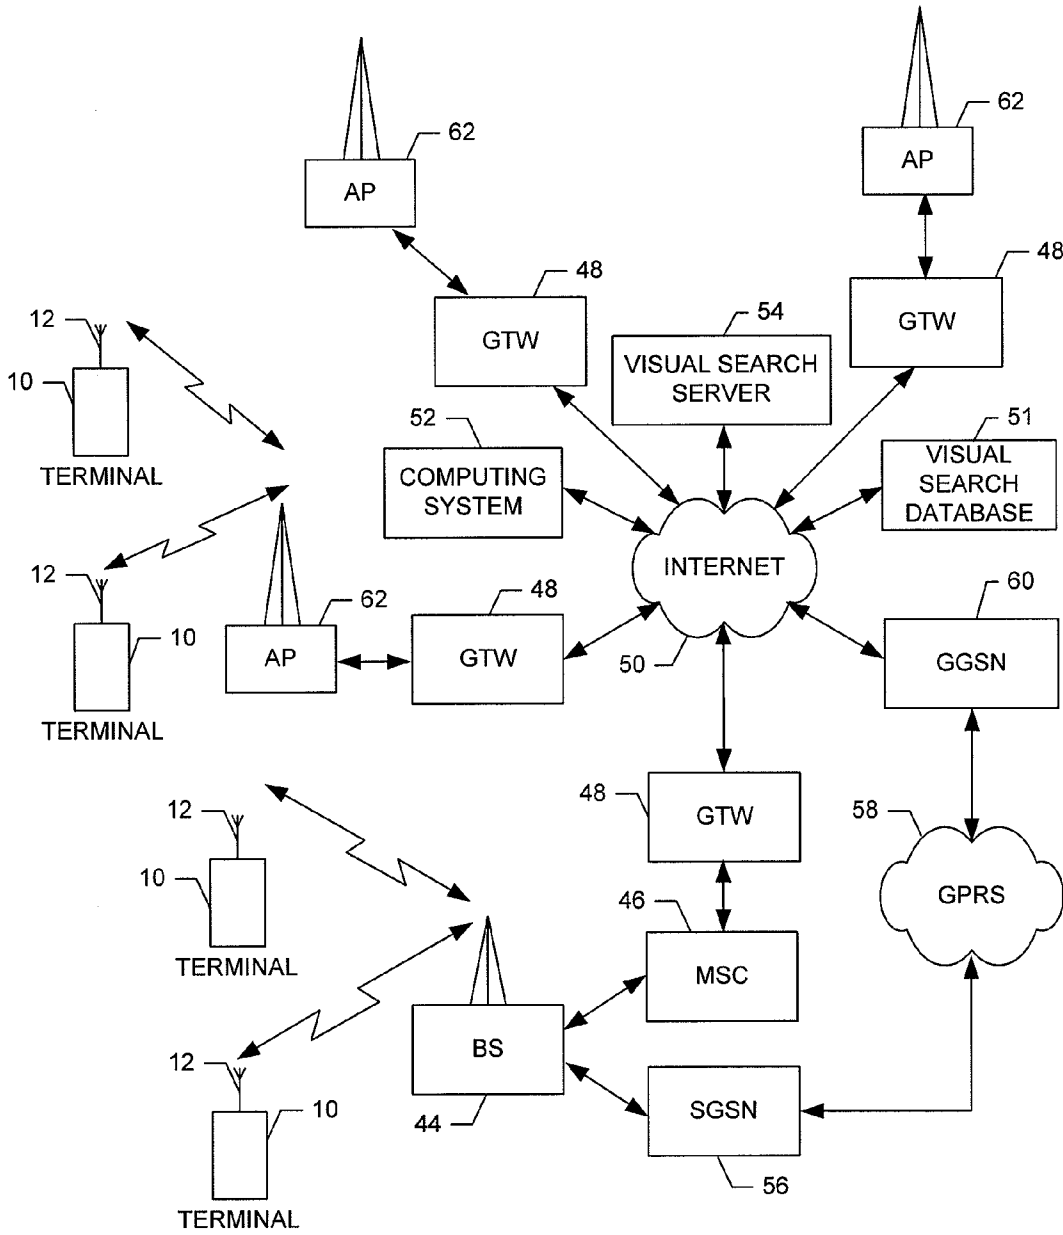 62
AP
62
AP
48
GTW
48
GTW
54
VISUAL SEARCH
SERVER
12
10
TERMINAL
52
COMPUTING
SYSTEM
51
VISUAL
SEARCH
DATABASE
INTERNET
50
12
10
TERMINAL
62
AP
48
GTW
60
GGSN
48
GTW
58
GPRS
12
10
TERMINAL
46
MSC
BS
44
12
10
TERMINAL
SGSN
56